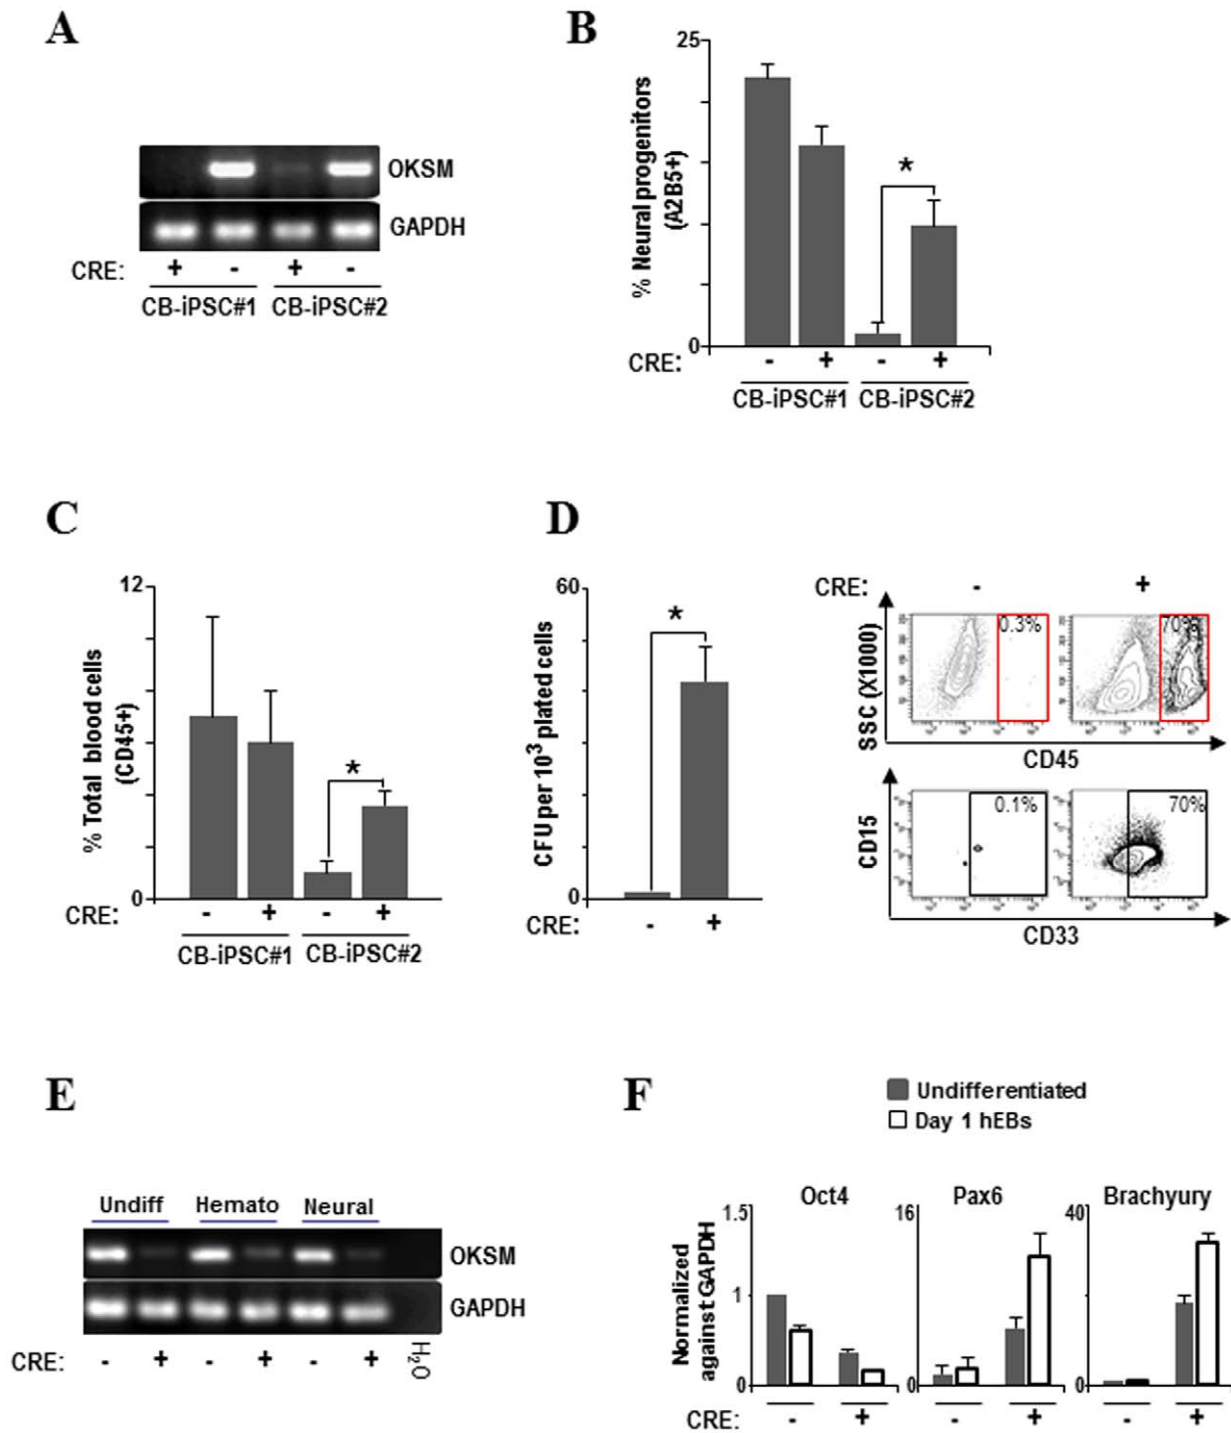 A
OKSM
GAPDH
CRE: + - + -
CB-iPSC#1 CB-iPSC#2
B
25
% Neural progenitors
(A2B5+)
*
0
CRE: - + - +
CB-iPSC#1 CB-iPSC#2
C
12
% Total blood cells
(CD45+)
*
0
CRE: - + - +
CB-iPSC#1 CB-iPSC#2
D
60
CFU per 10³ plated cells
*
0
CRE: - +
CRE: - +
0.3% 70%
SSC (X1000)
CD45
0.1% 70%
CD15
CD33
E
Undiff Hemato Neural
OKSM
GAPDH
CRE: - + - + - + H₂O
F
Undifferentiated
Day 1 hEBs
Oct4 Pax6 Brachyury
Normalized
against GAPDH
1.5 16 40
1
0 0 0
CRE: - + - + - +